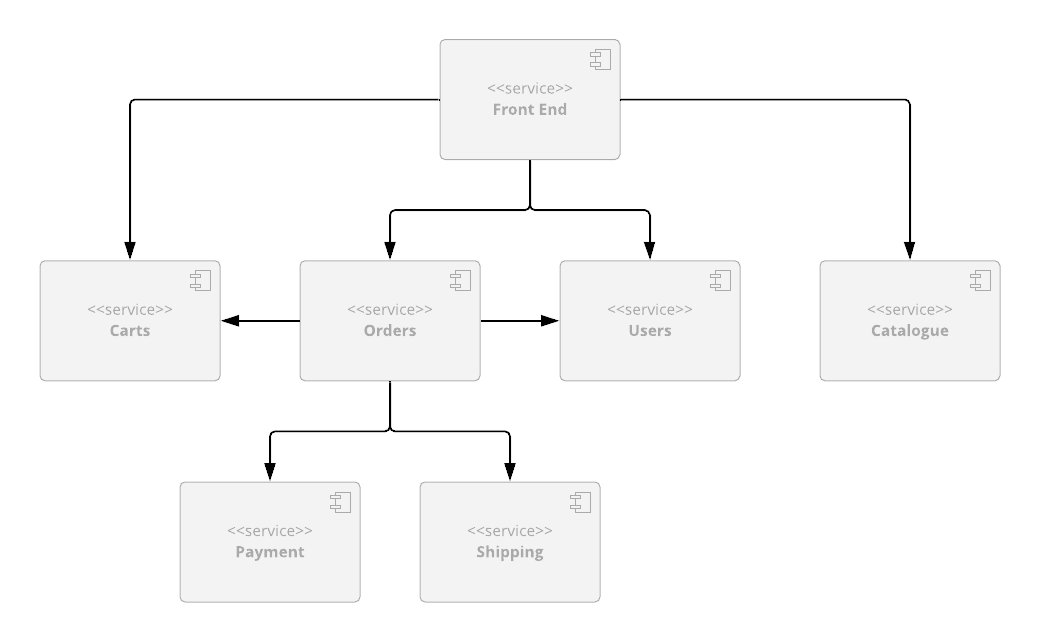 <<service>>
Front End
<<service>>
Carts
<<service>>
Orders
<<service>>
Users
<<service>>
Catalogue
<<service>>
Payment
<<service>>
Shipping